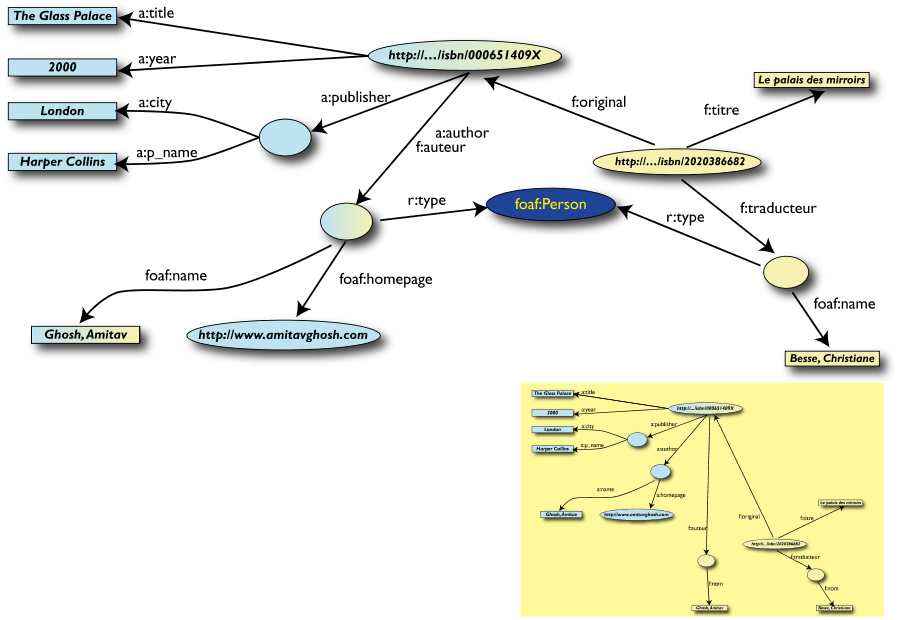 The Glass Palace
a:title
http://…/isbn/000651409X
2000
a:year
Le palais des mirroirs
London
a:city
a:publisher
f:original
f:titre
a:author
f:auteur
Harper Collins
a:p_name
http://…/isbn/2020386682
r:type
foaf:Person
r:type
f:traducteur
foaf:name
foaf:homepage
foaf:name
Ghosh, Amitav
http://www.amitavghosh.com
Besse, Christiane
The Glass Palace
a:title
http://…/isbn/000651409X
2000
a:year
London
a:city
a:publisher
Harper Collins
a:p_name
a:author
a:name
a:homepage
Ghosh, Amitav
http://www.amitavghosh.com
f:original
f:titre
Le palais des mirroirs
f:auteur
http://…/isbn/2020386682
f:traducteur
f:nom
f:nom
Ghosh, Amitav
Besse, Christiane